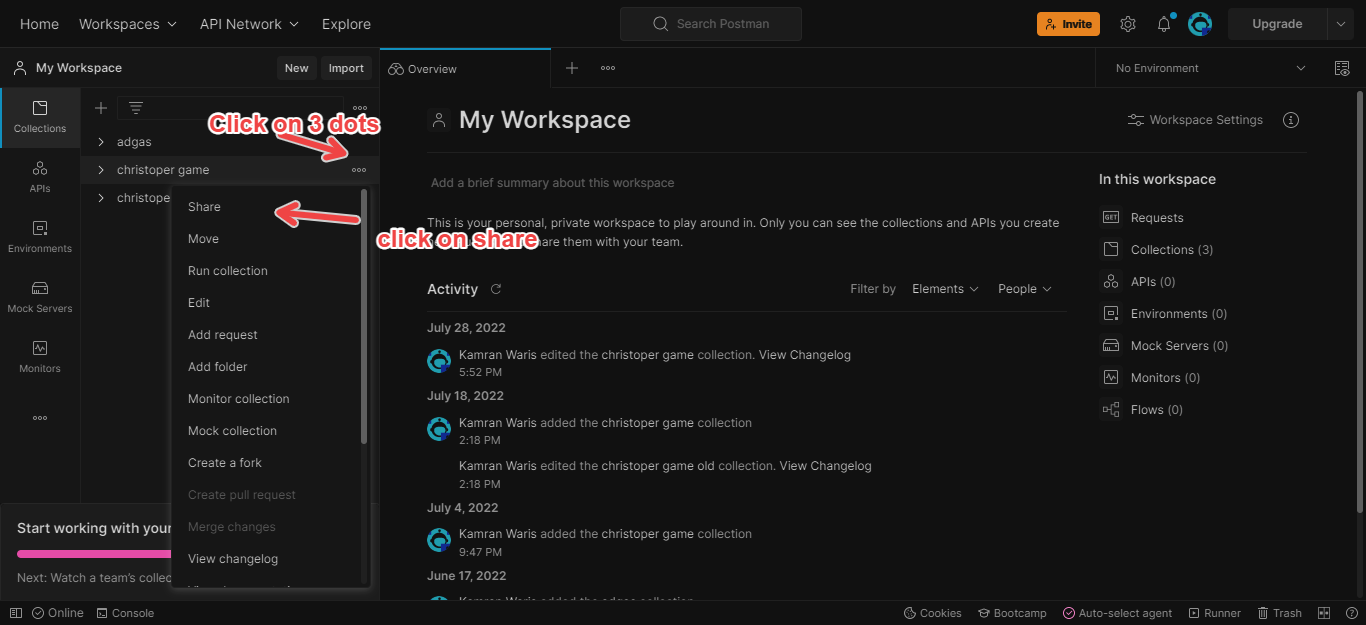 Home Workspaces API Network Explore Search Postman Invite Upgrade
My Workspace New Import Overview No Environment
Collections
APIs
Environments
Mock Servers
Monitors
Click on 3 dots
adgas
christoper game
christope
Share
Move
Run collection
Edit
Add request
Add folder
Monitor collection
Mock collection
Create a fork
Create pull request
Merge changes
View changelog
click on share
Start working with your
Next: Watch a team's collec
My Workspace
Workspace Settings
Add a brief summary about this workspace
This is your personal, private workspace to play around in. Only you can see the collections and APIs you create
share them with your team.
Activity Filter by Elements People
July 28, 2022
Kamran Waris edited the christoper game collection. View Changelog
5:52 PM
July 18, 2022
Kamran Waris added the christoper game collection
2:18 PM
Kamran Waris edited the christoper game old collection. View Changelog
2:18 PM
July 4, 2022
Kamran Waris added the christoper game collection
9:47 PM
June 17, 2022
Kamran Waris added the adgas collection
In this workspace
GET Requests
Collections (3)
APIs (0)
Environments (0)
Mock Servers (0)
Monitors (0)
Flows (0)
Online Console Cookies Bootcamp Auto-select agent Runner Trash